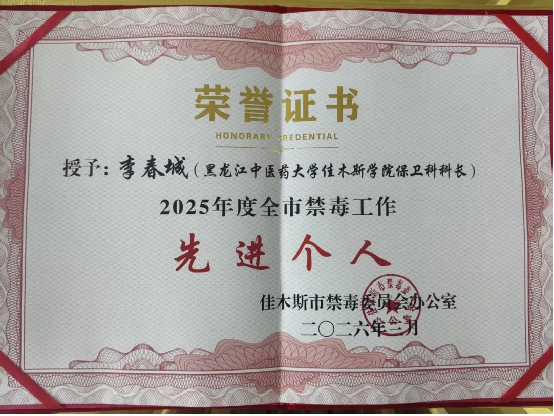 荣誉证书
HONORARY CREDENTIAL
授予：李春城（黑龙江中医药大学佳木斯学院保卫科科长）
2025年度全市禁毒工作
先进个人
佳木斯市禁毒委员会办公室
二〇二六年二月